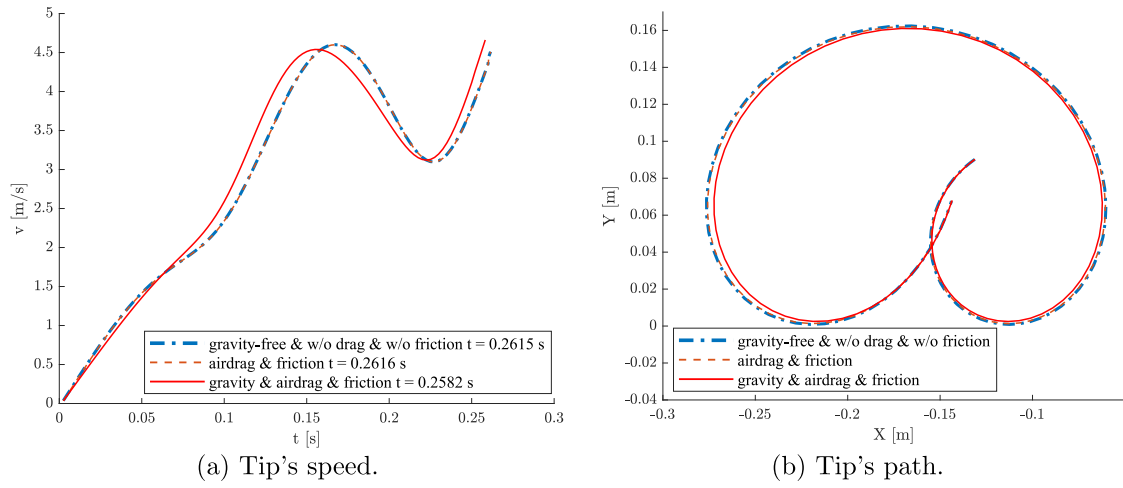 5
4.5
4
3.5
3
2.5
2
1.5
1
0.5
0
v [m/s]
0
0.05
0.1
0.15
0.2
0.25
0.3
t [s]
gravity-free & w/o drag & w/o friction t = 0.2615 s
airdrag & friction t = 0.2616 s
gravity & airdrag & friction t = 0.2582 s
(a) Tip's speed.
0.16
0.14
0.12
0.1
0.08
0.06
0.04
0.02
0
-0.02
-0.04
Y [m]
-0.3
-0.25
-0.2
-0.15
-0.1
X [m]
gravity-free & w/o drag & w/o friction
airdrag & friction
gravity & airdrag & friction
(b) Tip's path.